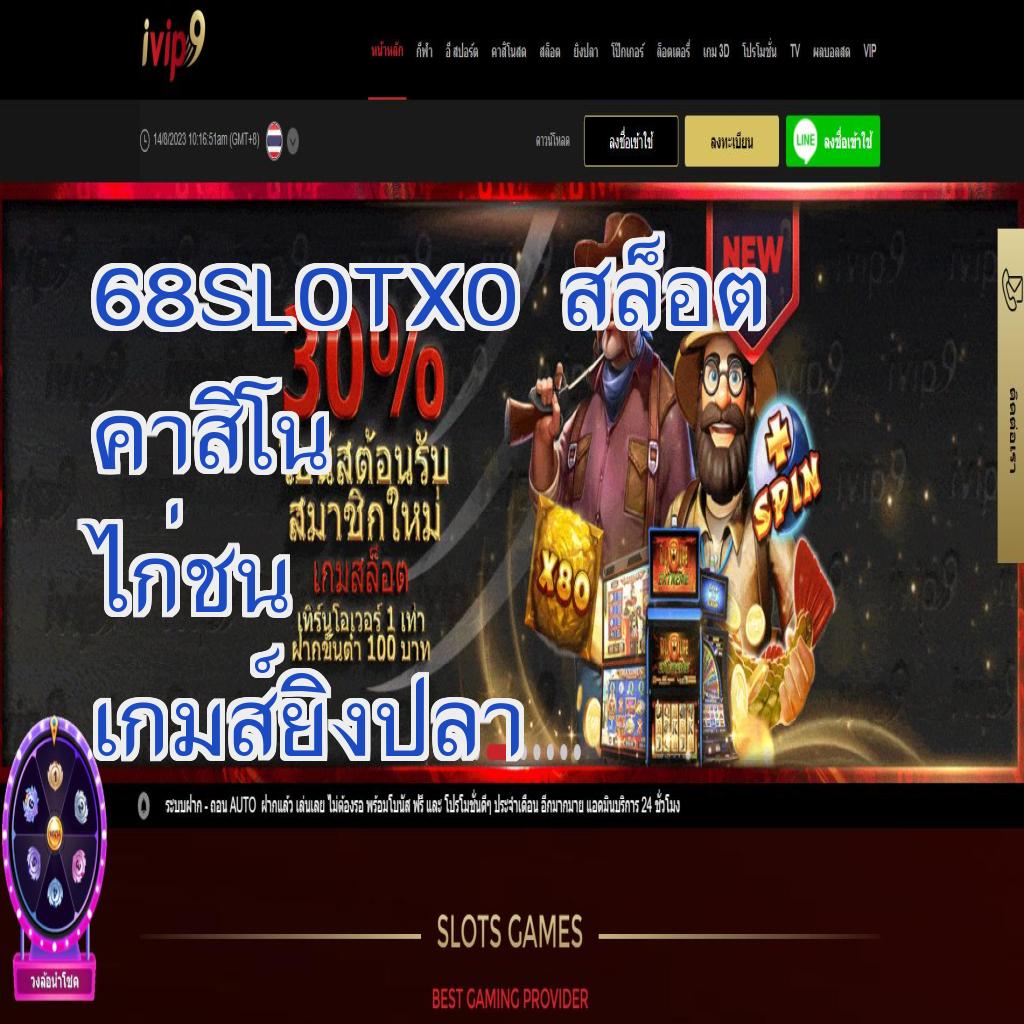 ivip9
หน้าหลัก กีฬา อีสปอร์ต คาสิโนสด สล็อต ยิงปลา โป๊กเกอร์ ล็อตเตอรี่ เกม 3D โปรโมชั่น TV ผลบอลสด VIP
14/8/2023 10:16:51am (GMT+8)
ดาวน์โหลด ลงชื่อเข้าใช้ ลงทะเบียน LINE ลงชื่อเข้าใช้
NEW
68SLOTXO สล็อต
30%
คาสิโน
โบนัสต้อนรับ
สมาชิกใหม่
ไก่ชน
เกมสล็อต
เทิร์นโอเวอร์ 1 เท่า
ฝากขั้นต่ำ 100 บาท
เกมส์ยิงปลา
+
SPIN
X80
EXTREME
ติดต่อเรา
ระบบฝาก - ถอน AUTO ฝากแล้ว เล่นเลย ไม่ต้องรอ พร้อมโบนัส ฟรี และ โปรโมชั่นดีๆ ประจำเดือน อีกมากมาย แอดมินบริการ 24 ชั่วโมง
วงล้อนำโชค
SLOTS GAMES
BEST GAMING PROVIDER